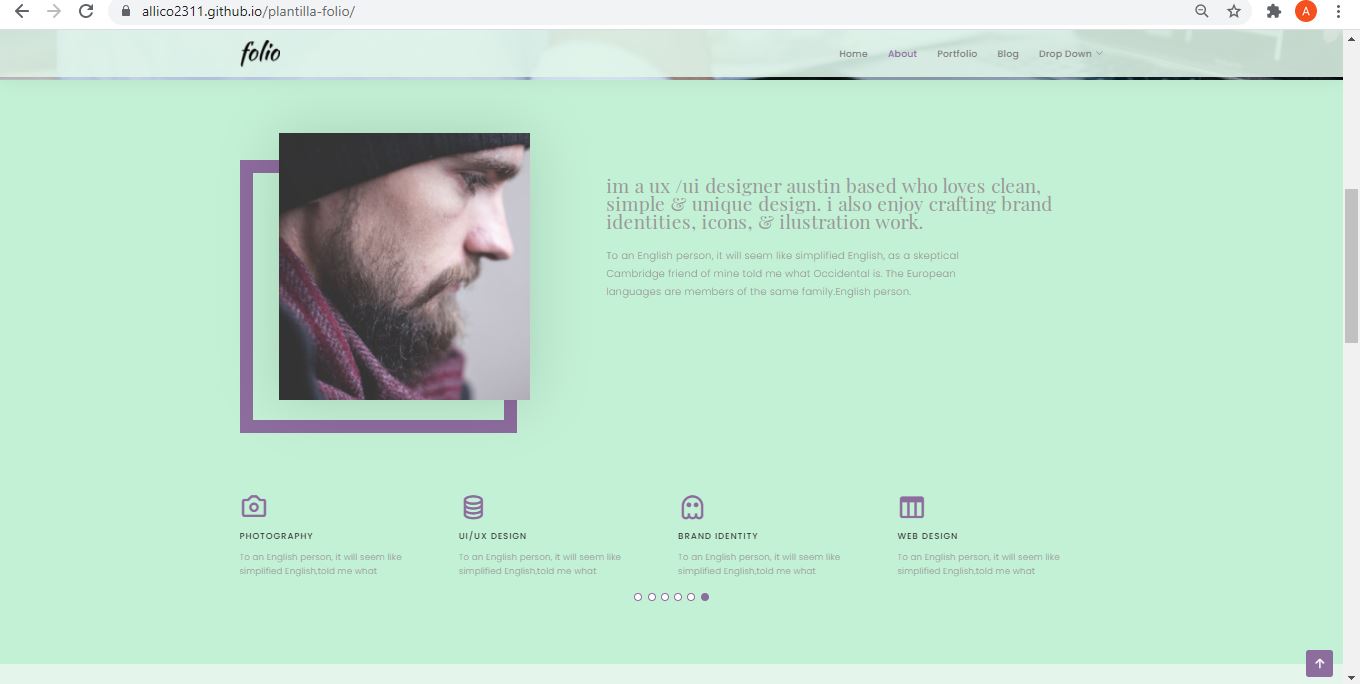 allico2311.github.io/plantilla-folio/
A
folio
Home About Portfolio Blog Drop Down
im a ux /ui designer austin based who loves clean,
simple & unique design. i also enjoy crafting brand
identities, icons, & ilustration work.
To an English person, it will seem like simplified English, as a skeptical
Cambridge friend of mine told me what Occidental is. The European
languages are members of the same family.English person.
PHOTOGRAPHY
To an English person, it will seem like
simplified English,told me what
UI/UX DESIGN
To an English person, it will seem like
simplified English,told me what
BRAND IDENTITY
To an English person, it will seem like
simplified English,told me what
WEB DESIGN
To an English person, it will seem like
simplified English,told me what